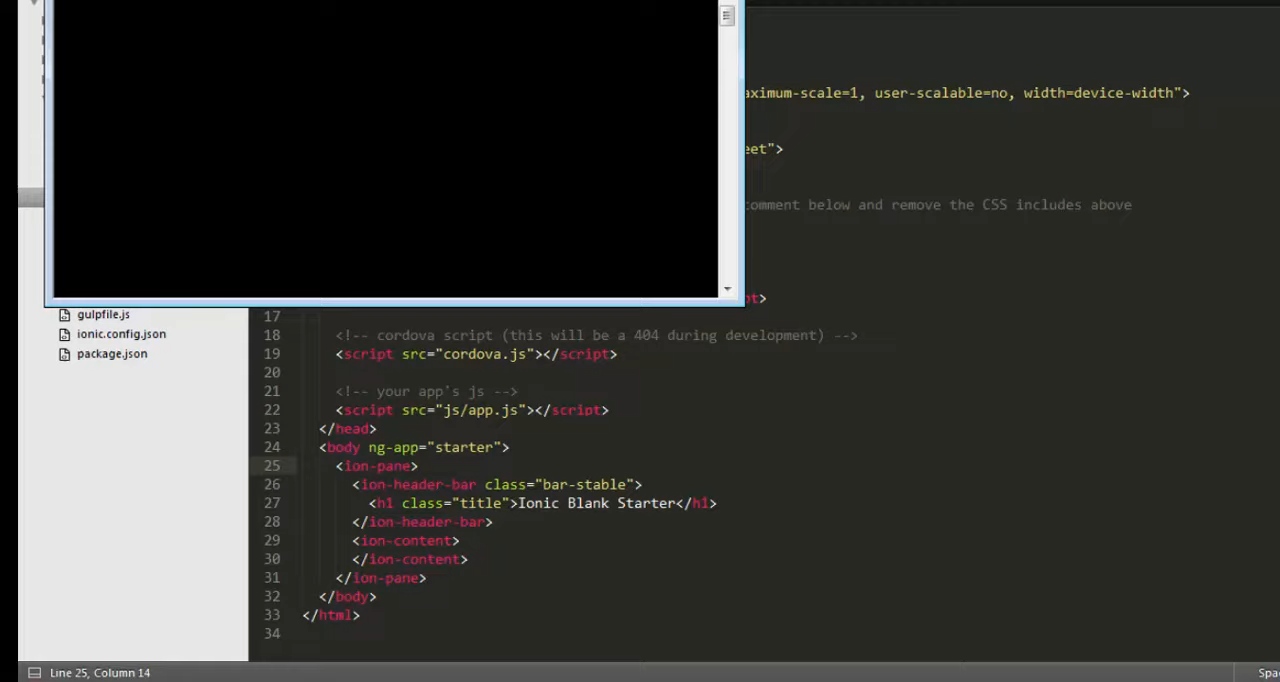 aximum-scale=1, user-scalable=no, width=device-width">
eet">
comment below and remove the CSS includes above
pt>
gulpfile.js
ionic.config.json
package.json
17
18 <!-- cordova script (this will be a 404 during development) -->
19 <script src="cordova.js"></script>
20
21 <!-- your app's js -->
22 <script src="js/app.js"></script>
23 </head>
24 <body ng-app="starter">
25 <ion-pane>
26 <ion-header-bar class="bar-stable">
27 <h1 class="title">Ionic Blank Starter</h1>
28 </ion-header-bar>
29 <ion-content>
30 </ion-content>
31 </ion-pane>
32 </body>
33 </html>
34
Line 25, Column 14
Spa